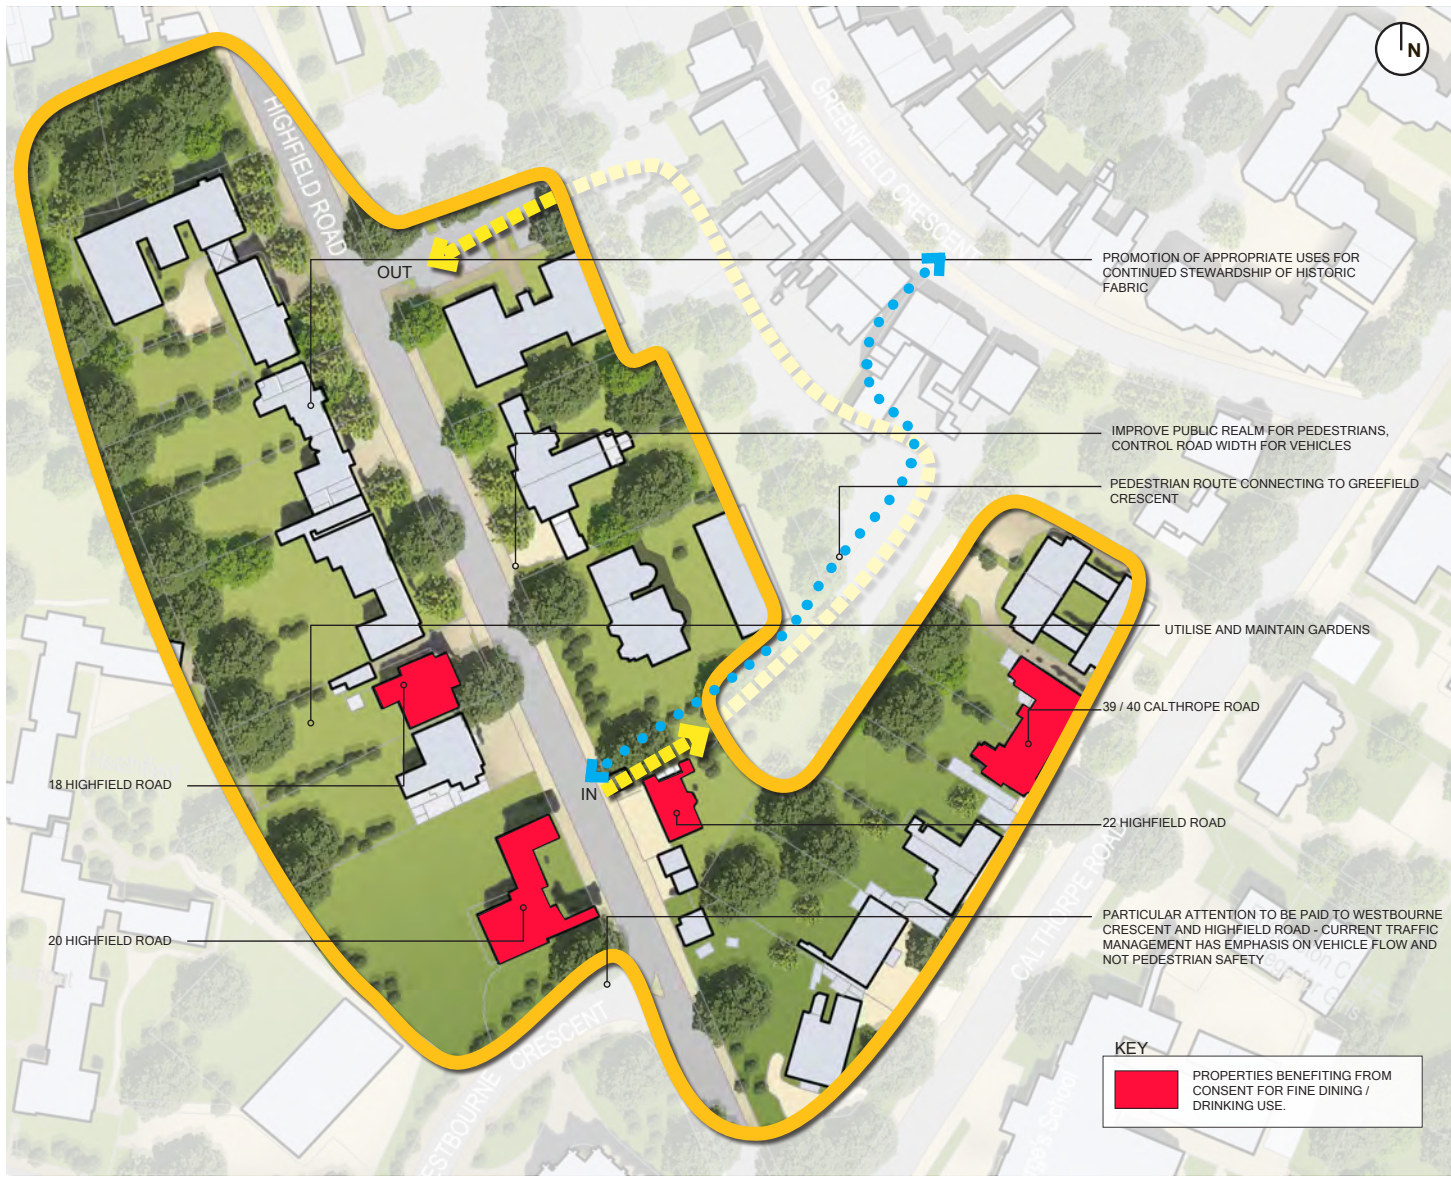 N
HIGHFIELD ROAD
GREENFIELD CRESCENT
OUT
PROMOTION OF APPROPRIATE USES FOR
CONTINUED STEWARDSHIP OF HISTORIC
FABRIC
IMPROVE PUBLIC REALM FOR PEDESTRIANS,
CONTROL ROAD WIDTH FOR VEHICLES
PEDESTRIAN ROUTE CONNECTING TO GREEFIELD
CRESCENT
UTILISE AND MAINTAIN GARDENS
39 / 40 CALTHROPE ROAD
18 HIGHFIELD ROAD
IN
22 HIGHFIELD ROAD
CALTHORPE ROAD
20 HIGHFIELD ROAD
PARTICULAR ATTENTION TO BE PAID TO WESTBOURNE
CRESCENT AND HIGHFIELD ROAD - CURRENT TRAFFIC
MANAGEMENT HAS EMPHASIS ON VEHICLE FLOW AND
NOT PEDESTRIAN SAFETY
ESTBOURNE CRESCENT
School
KEY
PROPERTIES BENEFITING FROM
CONSENT FOR FINE DINING /
DRINKING USE.